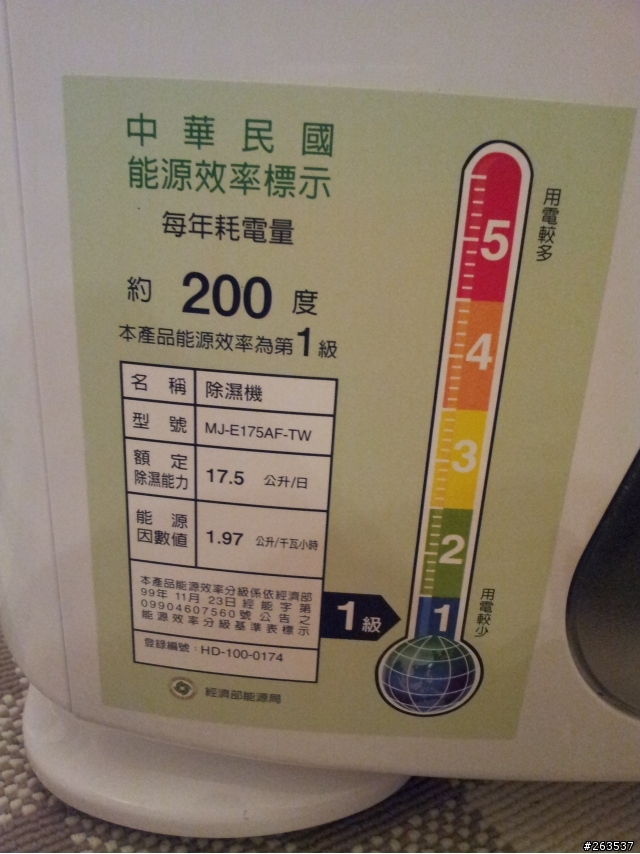 中華民國
能源效率標示
每年耗電量
約 200 度
本產品能源效率為第1級
名稱 除濕機
型號 MJ-E175AF-TW
額定
除濕能力 17.5 公升/日
能源
因數值 1.97 公升/千瓦小時
本產品能源效率分級係依經濟部
99年11月23日經能字第
09904607560號公告之
能源效率分級基準表標示
登錄編號：HD-100-0174
經濟部能源局
用電較多
5
4
3
2
1
用電較少
1級
#263537